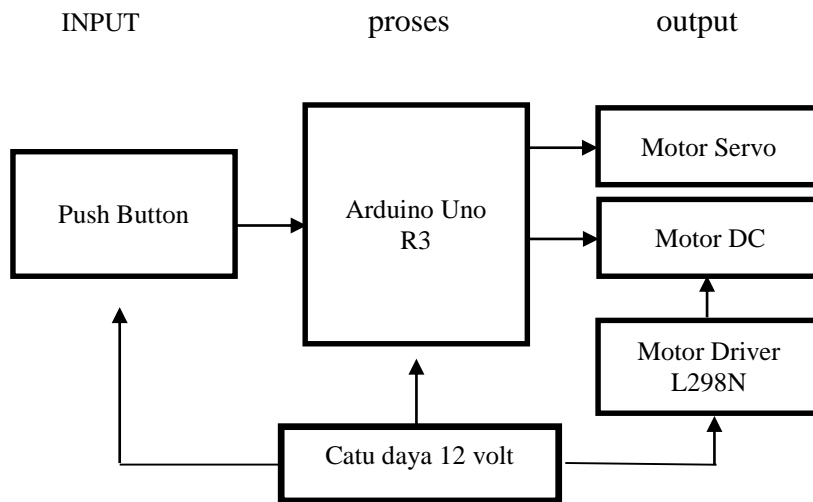 INPUT
proses
output
Push Button
Arduino Uno
R3
Motor Servo
Motor DC
Motor Driver
L298N
Catu daya 12 volt